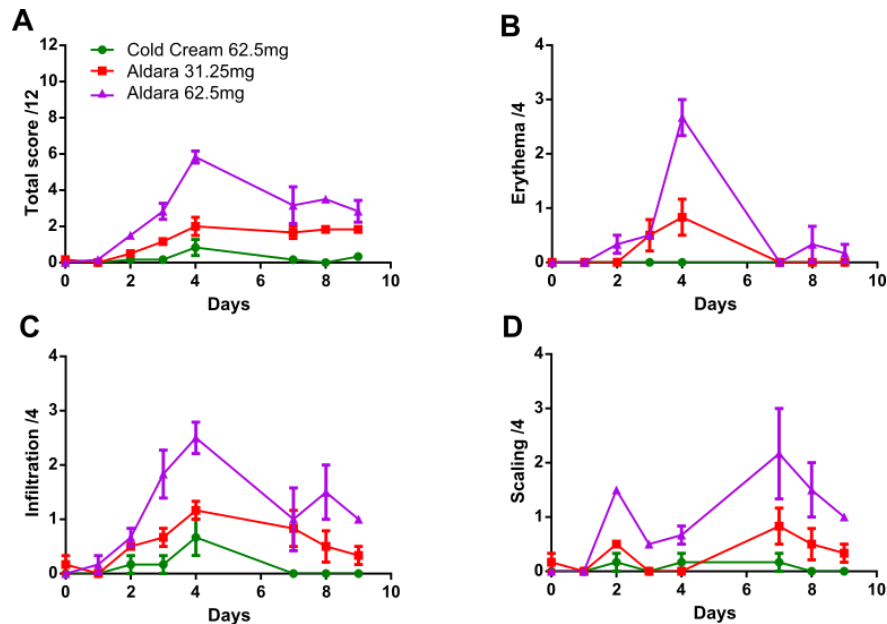 A
Total score /12
12
10
8
6
4
2
0
Cold Cream 62.5mg
Aldara 31.25mg
Aldara 62.5mg
0 2 4 6 8 10
Days
B
Erythema /4
4
3
2
1
0
0 2 4 6 8 10
Days
C
Infiltration /4
4
3
2
1
0
0 2 4 6 8 10
Days
D
Scaling /4
4
3
2
1
0
0 2 4 6 8 10
Days